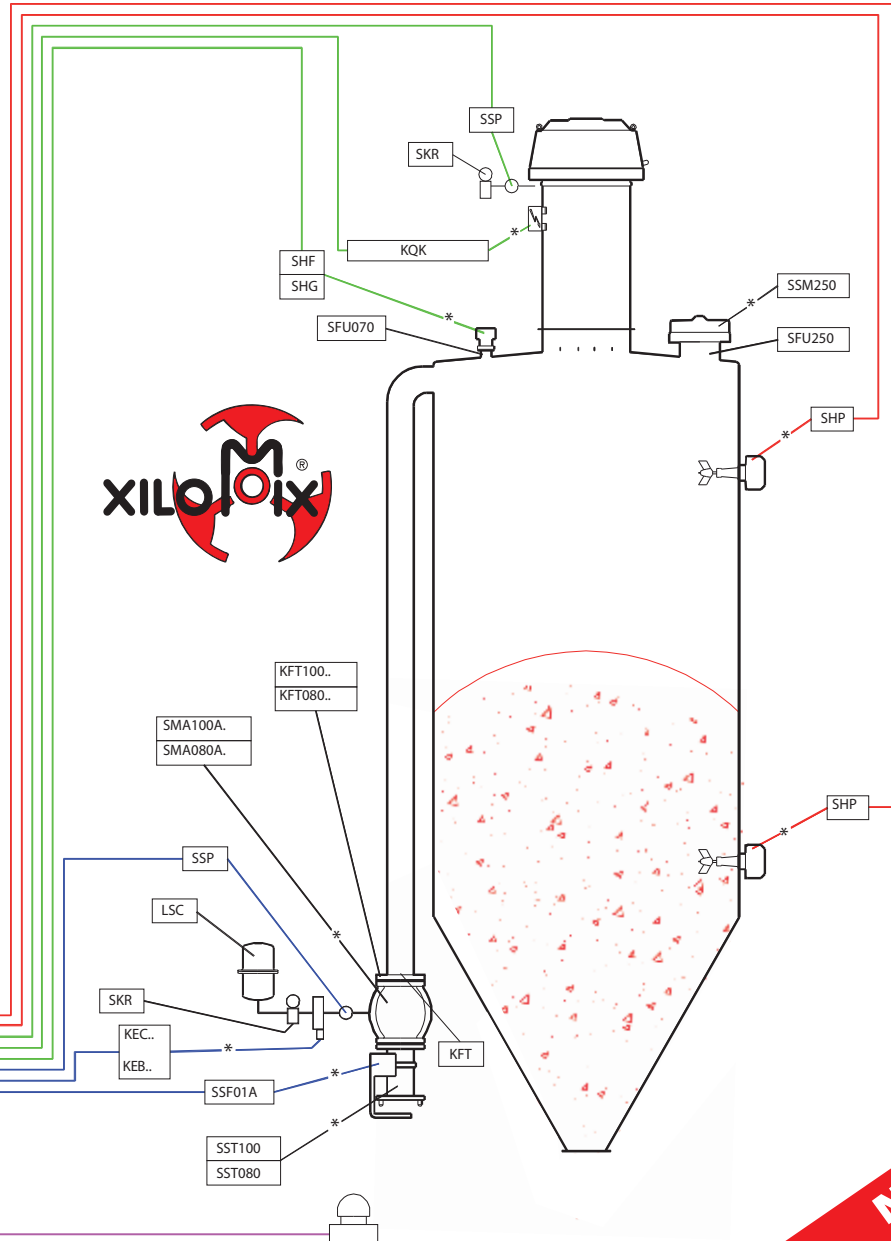 SSP
SKR
KQK
SHF
SHG
SSM250
SFU070
SFU250
SHP
XILOMIX
®
KFT100..
KFT080..
SMA100A.
SMA080A.
SHP
SSP
LSC
SKR
KEC..
KEB..
KFT
SSF01A
SST100
SST080